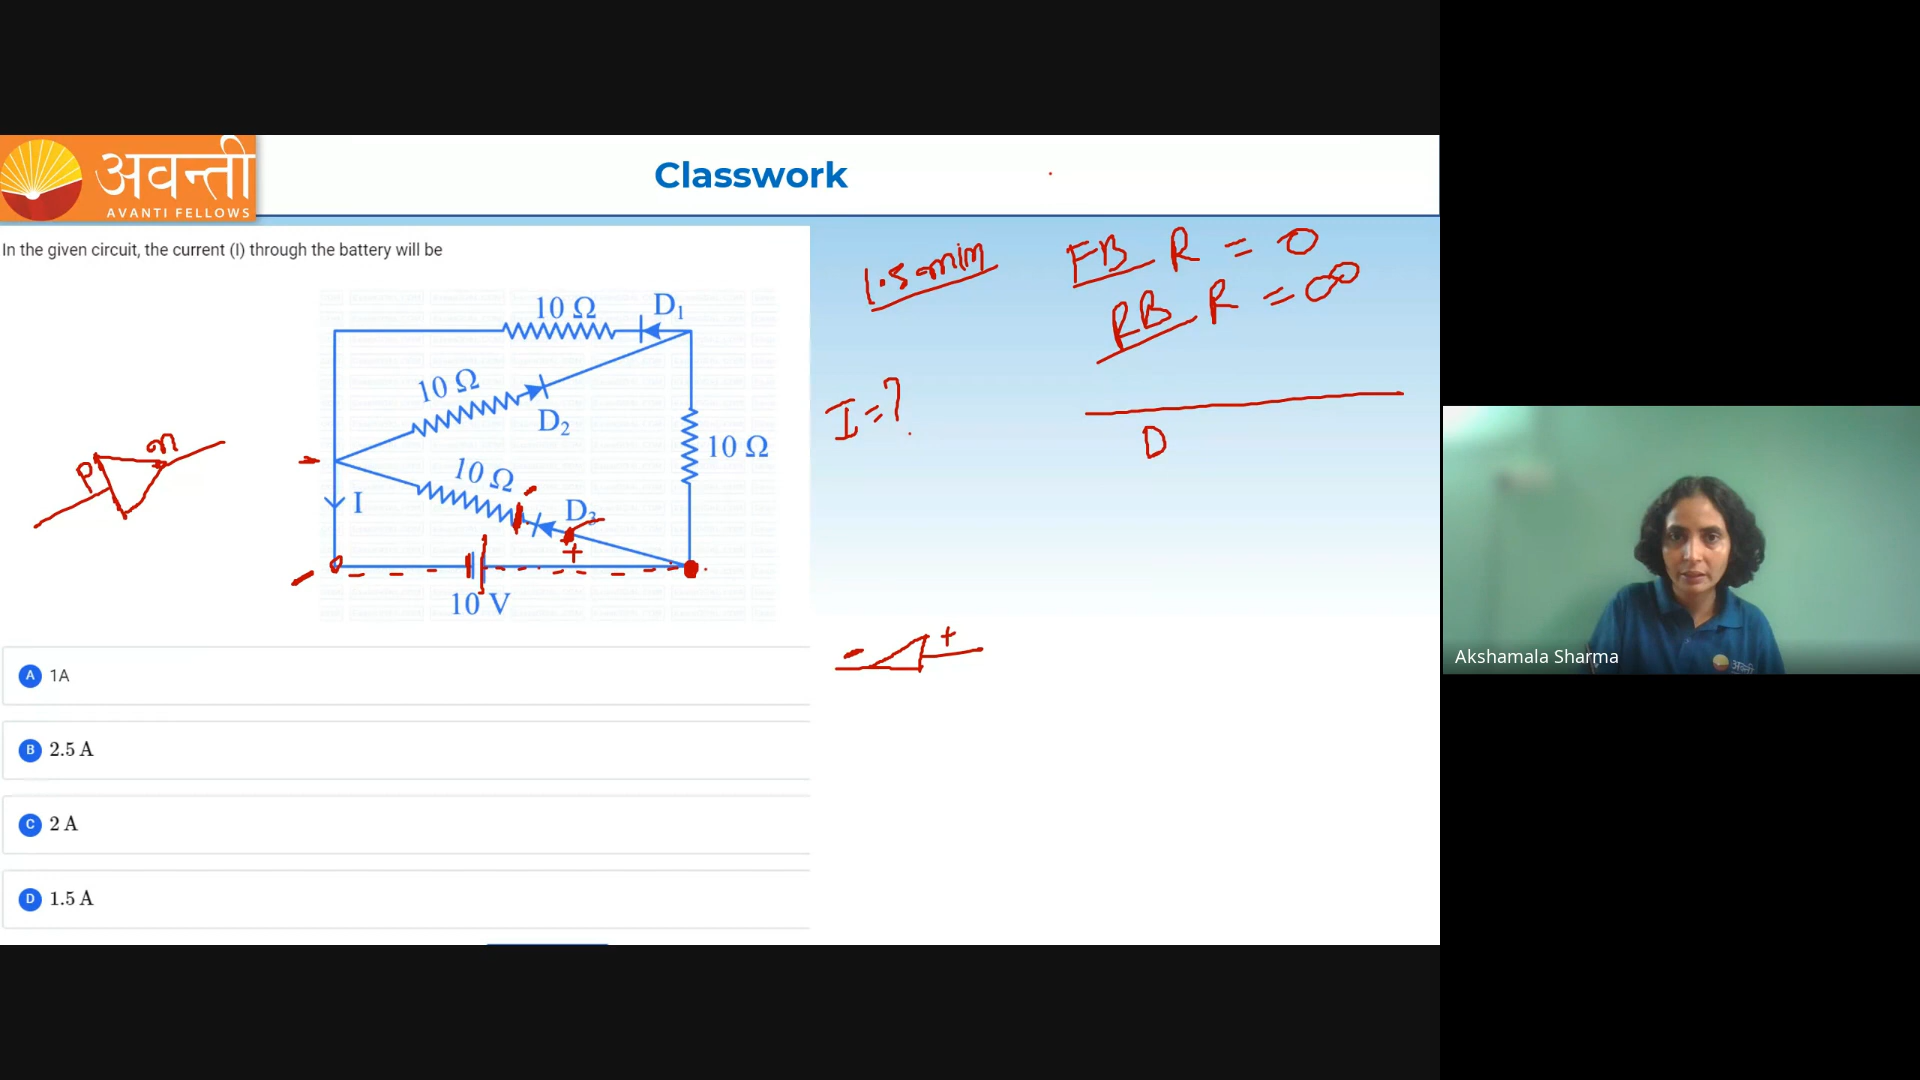 अवन्ती
AVANTI FELLOWS
Classwork
In the given circuit, the current (I) through the battery will be
10 Ω
D1
10 Ω
D2
10 Ω
10 Ω
D3
I
10 V
+
P
n
1.5 min
FB R = 0
RB R = ∞
I = ?
D
- +
A 1A
B 2.5 A
C 2 A
D 1.5 A
Akshamala Sharma
अवन्ती